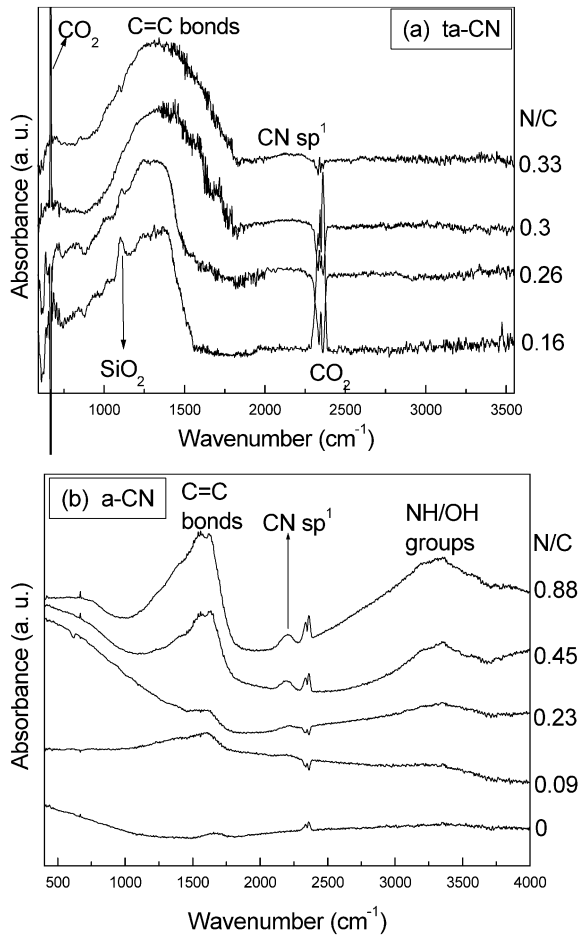 CO2
C=C bonds
(a) ta-CN
N/C
CN sp1
0.33
0.3
0.26
0.16
SiO2
CO2
Absorbance (a. u.)
1000 1500 2000 2500 3000 3500
Wavenumber (cm-1)
(b) a-CN
C=C
bonds
CN sp1
NH/OH
groups
N/C
0.88
0.45
0.23
0.09
0
Absorbance (a. u.)
500 1000 1500 2000 2500 3000 3500 4000
Wavenumber (cm-1)